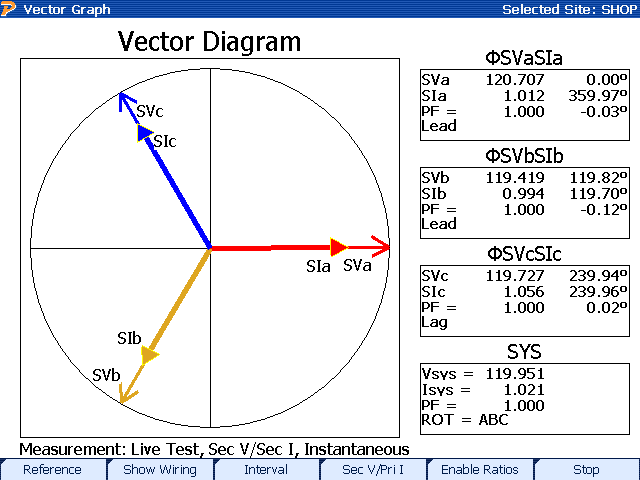 Vector Graph
Selected Site: SHOP
Vector Diagram
SVc
SIc
SIa
SVa
SIb
SVb
ΦSVaSIa
SVa 120.707 0.00º
SIa 1.012 359.97º
PF = 1.000 -0.03º
Lead
ΦSVbSIb
SVb 119.419 119.82º
SIb 0.994 119.70º
PF = 1.000 -0.12º
Lead
ΦSVcSIc
SVc 119.727 239.94º
SIc 1.056 239.96º
PF = 1.000 0.02º
Lag
SYS
Vsys = 119.951
Isys = 1.021
PF = 1.000
ROT = ABC
Measurement: Live Test, Sec V/Sec I, Instantaneous
Reference
Show Wiring
Interval
Sec V/Pri I
Enable Ratios
Stop